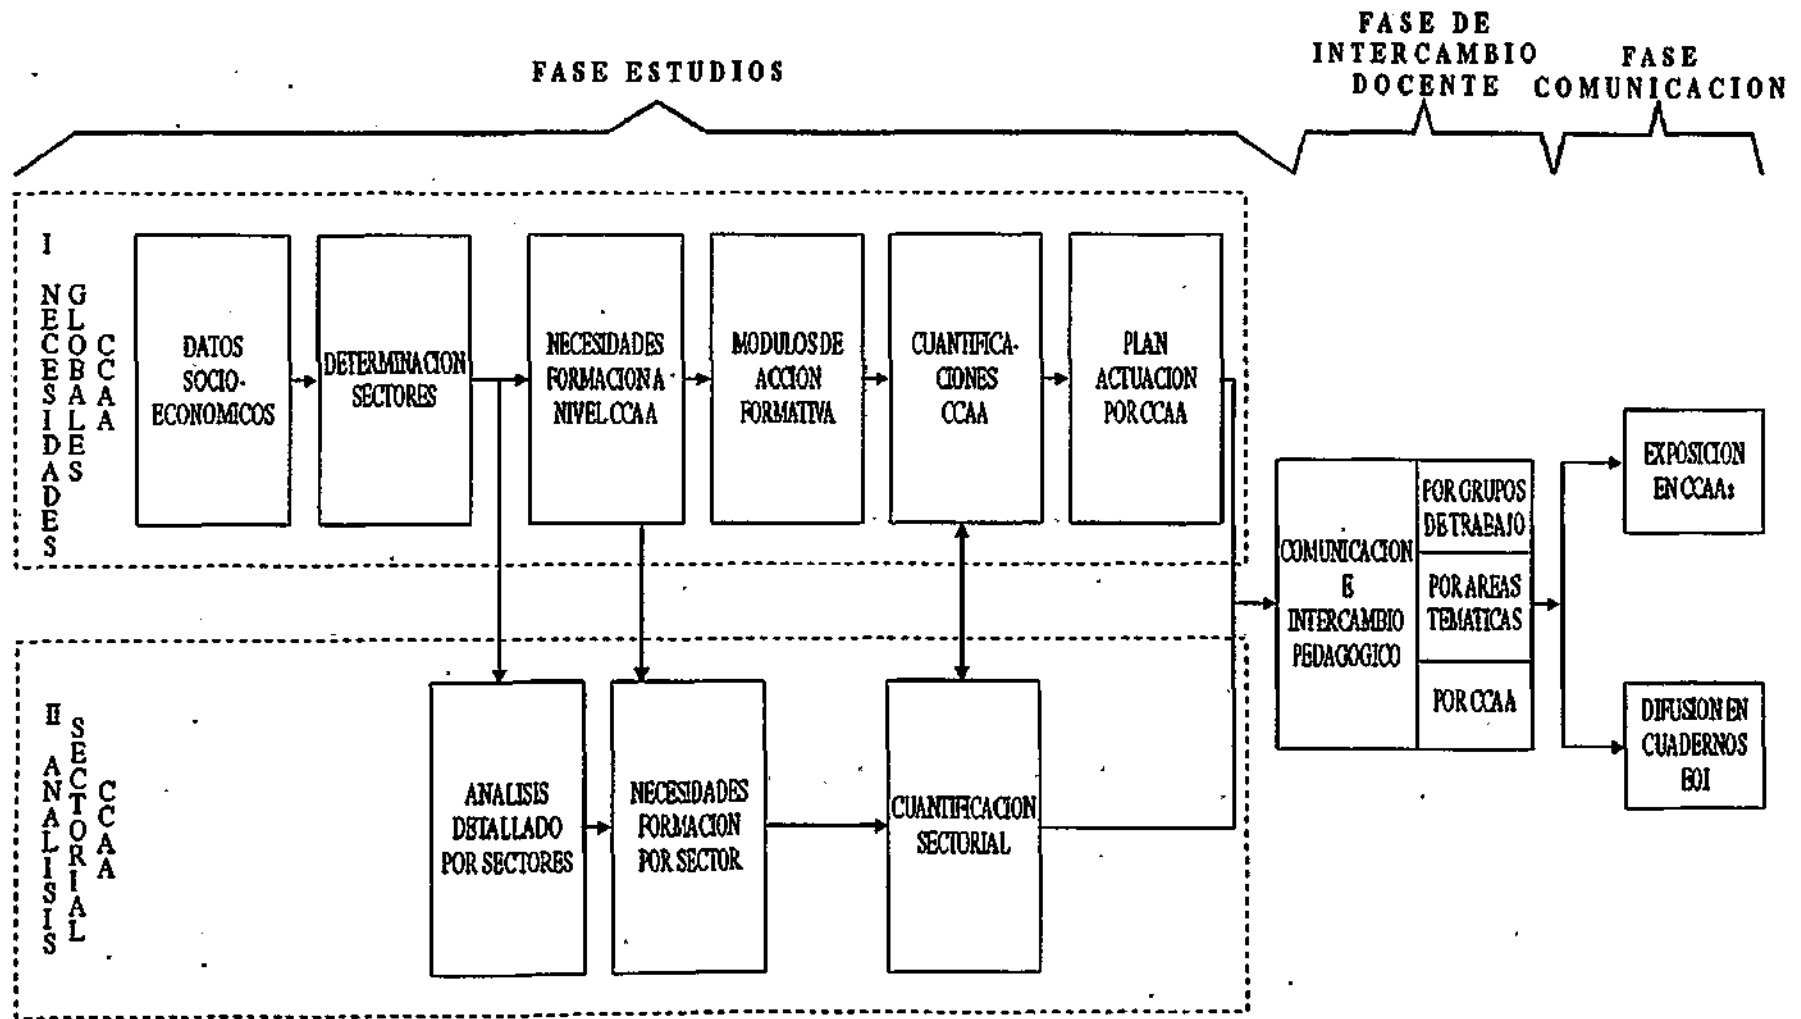 FASE ESTUDIOS
FASE DE
INTERCAMBIO
DOCENTE
FASE
COMUNICACION
I NECESIDADES
GLOBALES
CCAA
DATOS
SOCIO-
ECONOMICOS
DETERMINACION
SECTORES
NECESIDADES
FORMACION A
NIVEL CCAA
MODULOS DE
ACCION
FORMATIVA
CUANTIFICA-
CIONES
CCAA
PLAN
ACTUACION
POR CCAA
II ANALISIS
SECTORIAL
CCAA
ANALISIS
DETALLADO
POR SECTORES
NECESIDADES
FORMACION
POR SECTOR
CUANTIFICACION
SECTORIAL
COMUNICACION
E
INTERCAMBIO
PEDAGOGICO
POR GRUPOS
DE TRABAJO
POR AREAS
TEMATICAS
POR CCAA
EXPOSICION
EN CCAA:
DIFUSION EN
CUADERNOS
EOI